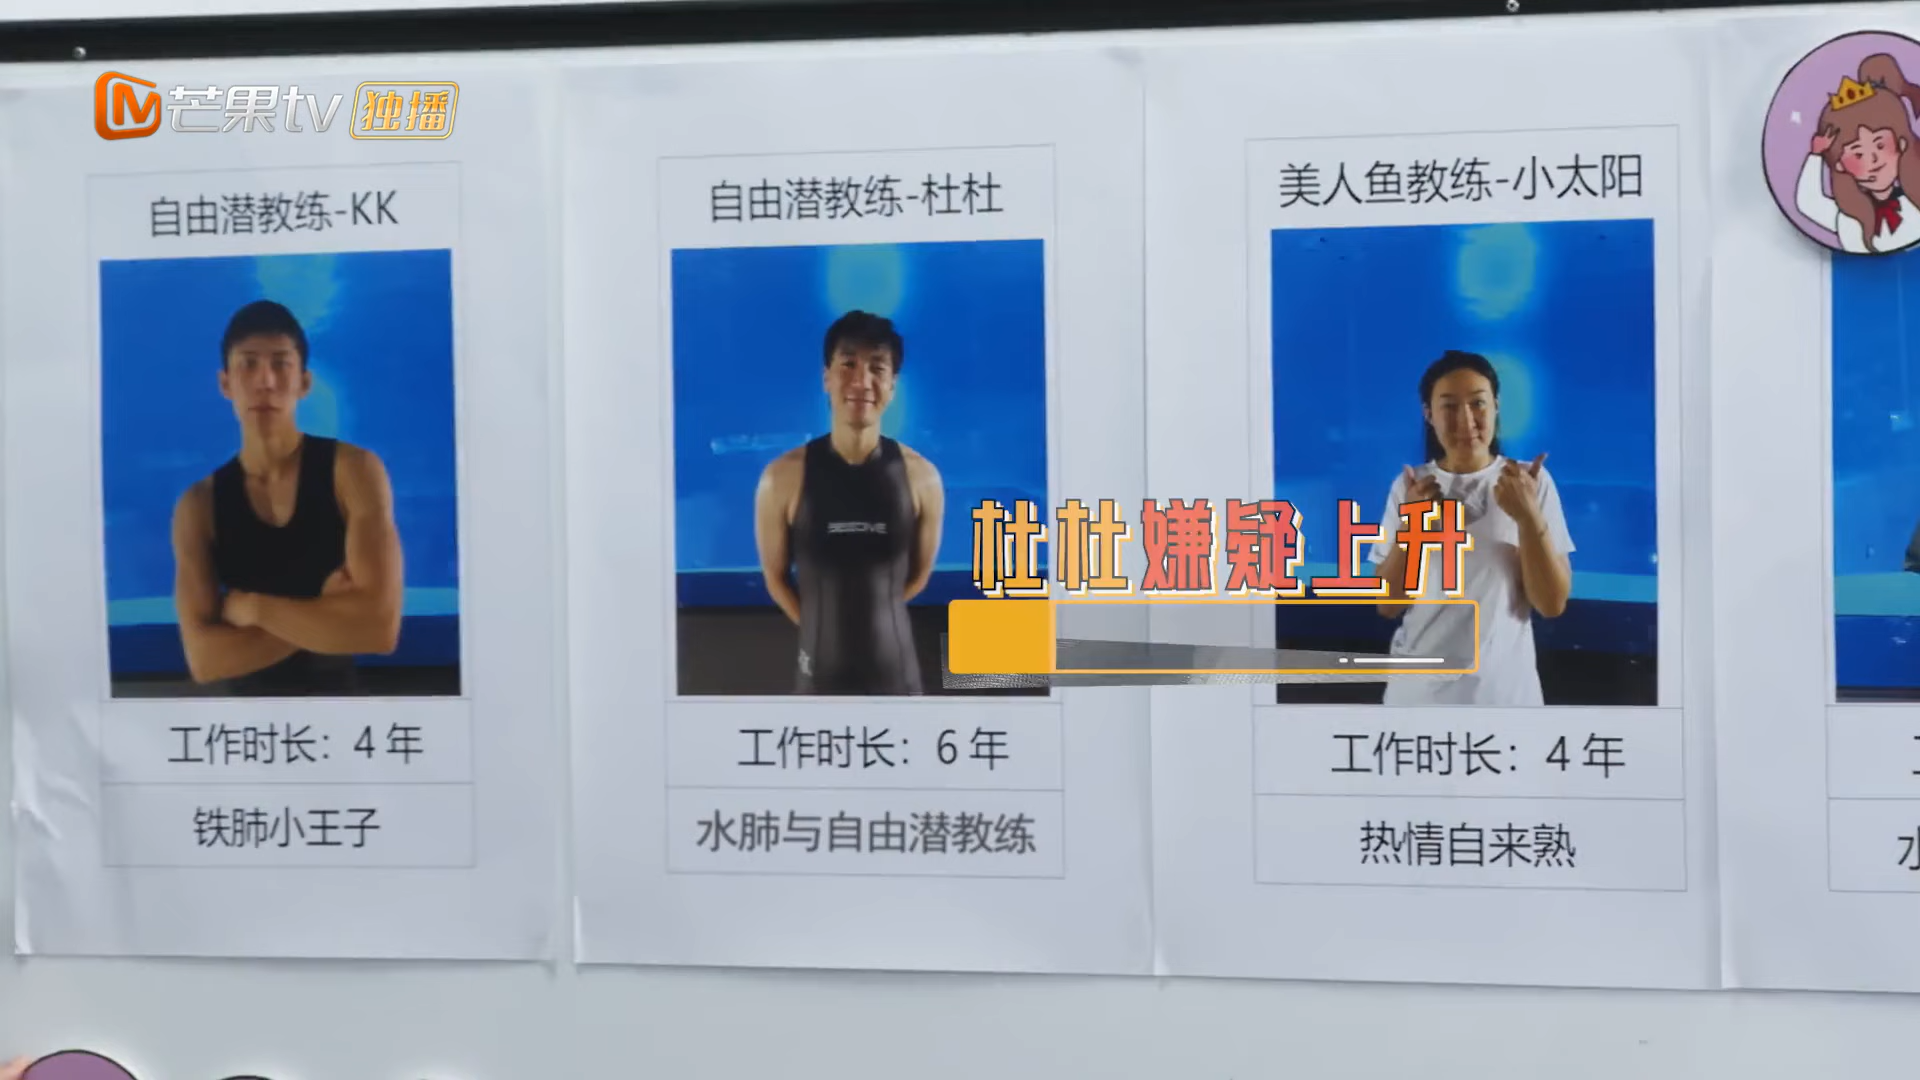 芒果tv 独播
自由潜教练-KK
工作时长：4 年
铁肺小王子
自由潜教练-杜杜
SEEDIVE
工作时长：6 年
水肺与自由潜教练
美人鱼教练-小太阳
工作时长：4 年
热情自来熟
杜杜嫌疑上升